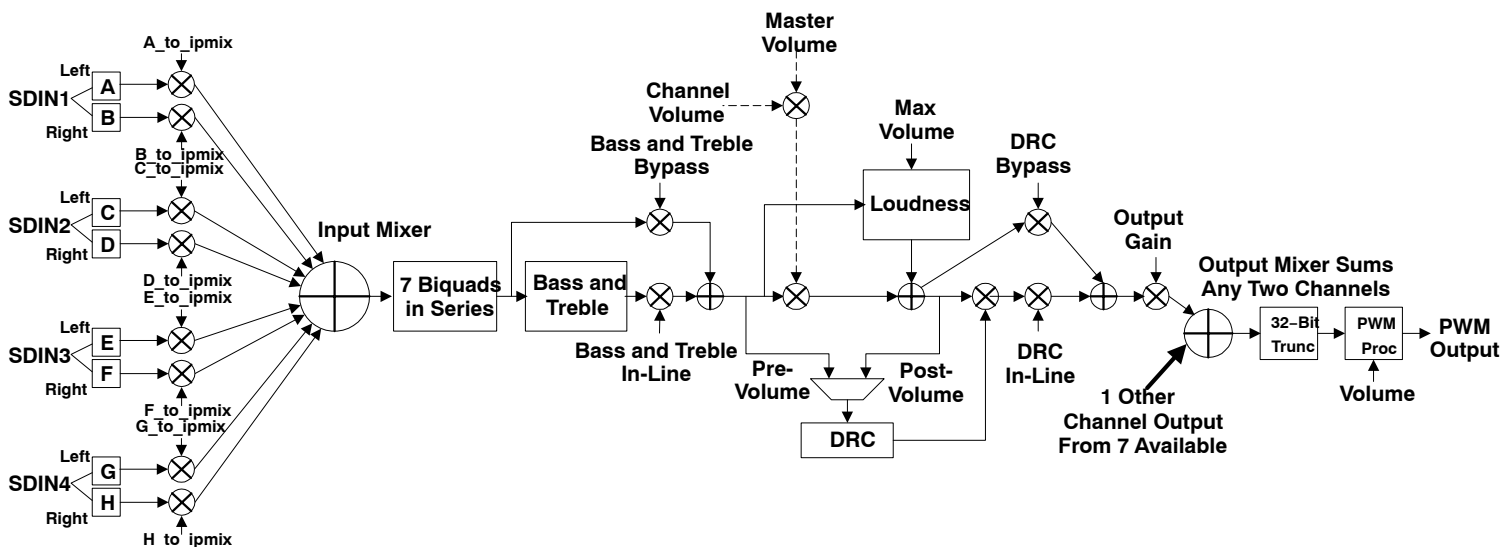 A_to_ipmix
Left
A
SDIN1
B
Right
B_to_ipmix
C_to_ipmix
Left
C
SDIN2
D
Right
D_to_ipmix
E_to_ipmix
Left
E
SDIN3
F
Right
F_to_ipmix
G_to_ipmix
Left
G
SDIN4
H
Right
H_to_ipmix
Input Mixer
7 Biquads
in Series
Bass and Treble
Bypass
Bass and
Treble
Bass and Treble
In-Line
Master
Volume
Channel
Volume
Max
Volume
Loudness
Pre-
Volume
Post-
Volume
DRC
DRC
Bypass
DRC
In-Line
Output
Gain
Output Mixer Sums
Any Two Channels
1 Other
Channel Output
From 7 Available
32–Bit
Trunc
PWM
Proc
Volume
PWM
Output